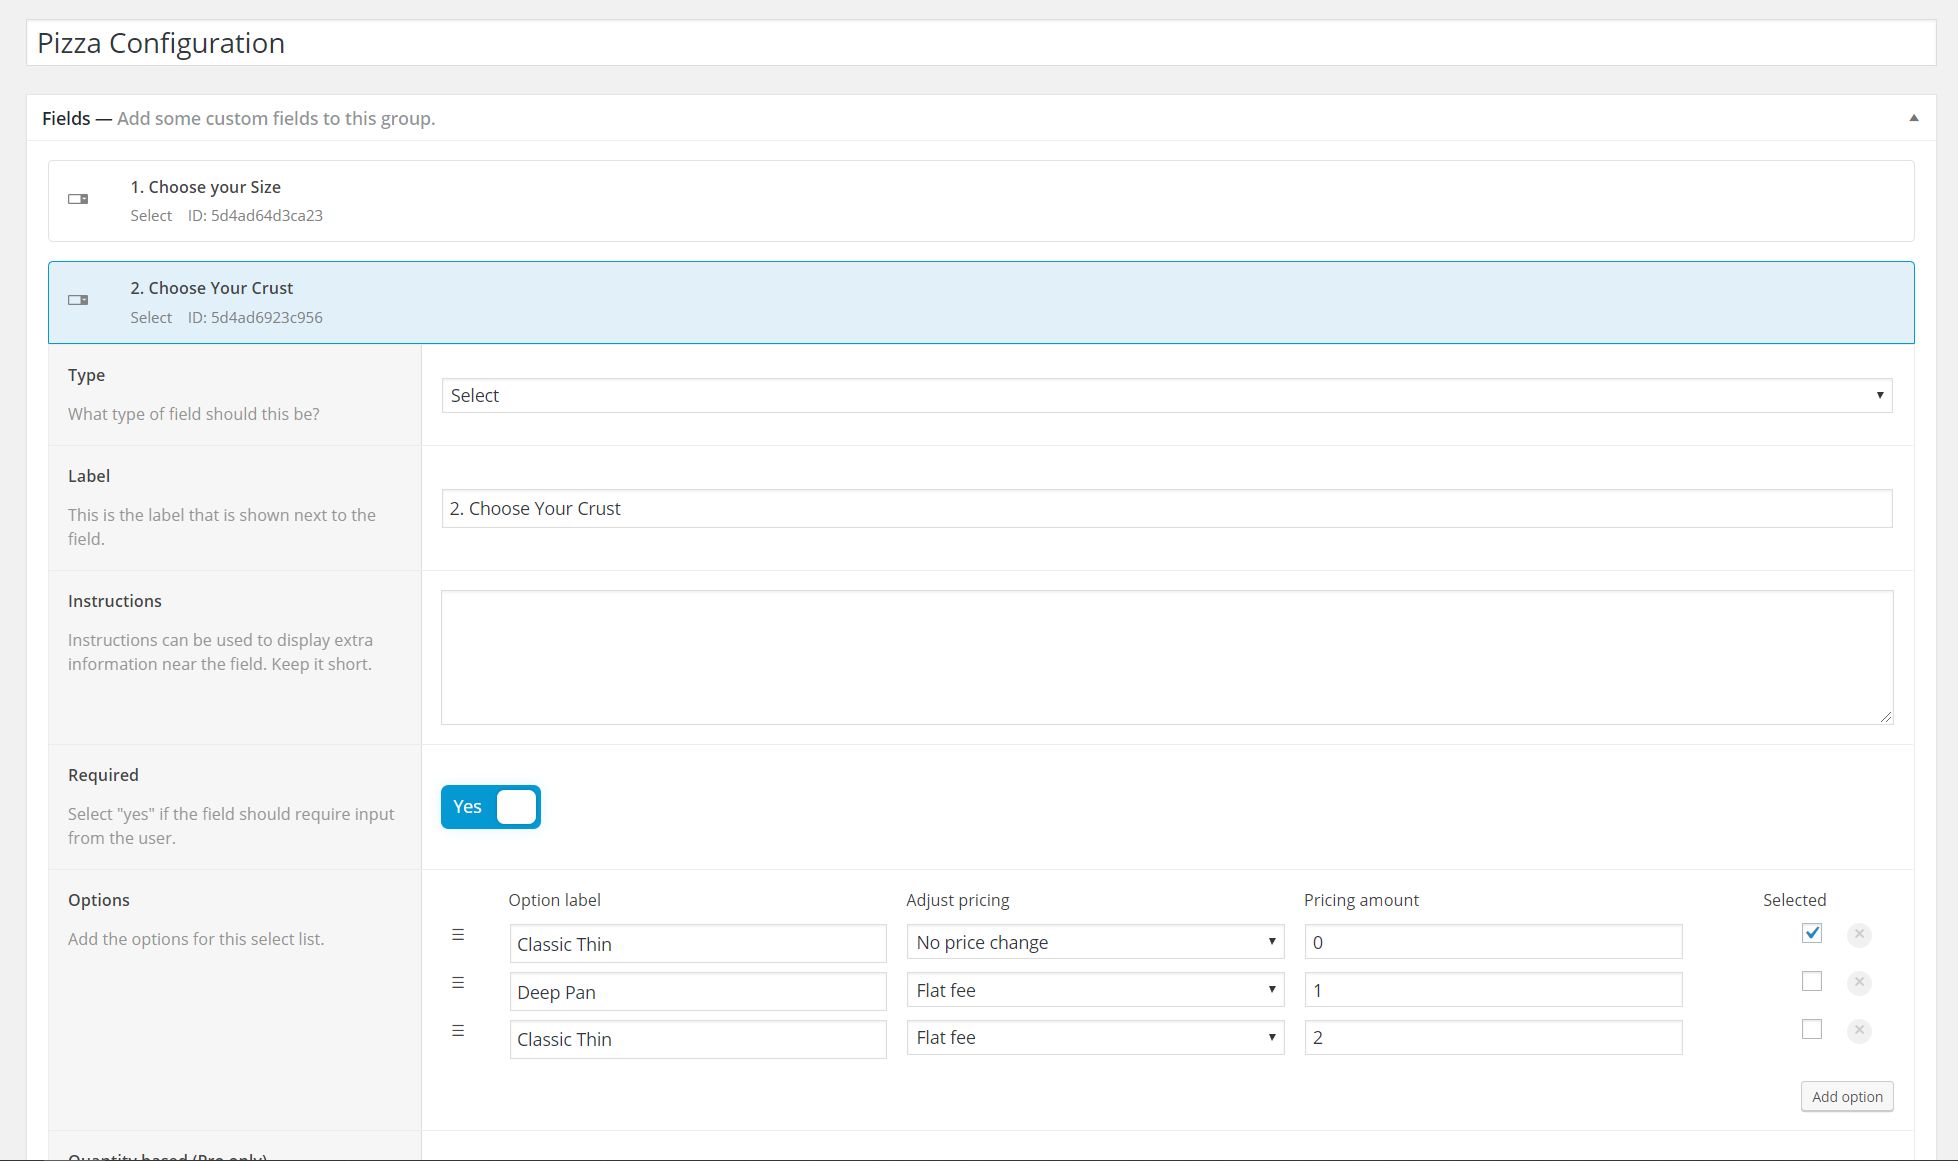 Pizza Configuration
Fields — Add some custom fields to this group.
1. Choose your Size
Select ID: 5d4ad64d3ca23
2. Choose Your Crust
Select ID: 5d4ad6923c956
Type
What type of field should this be?
Select
Label
This is the label that is shown next to the
field.
2. Choose Your Crust
Instructions
Instructions can be used to display extra
information near the field. Keep it short.
Required
Select "yes" if the field should require input
from the user.
Yes
Options
Add the options for this select list.
Option label Adjust pricing Pricing amount Selected
Classic Thin No price change 0
Deep Pan Flat fee 1
Classic Thin Flat fee 2
Add option
Quantity based (Pro only)